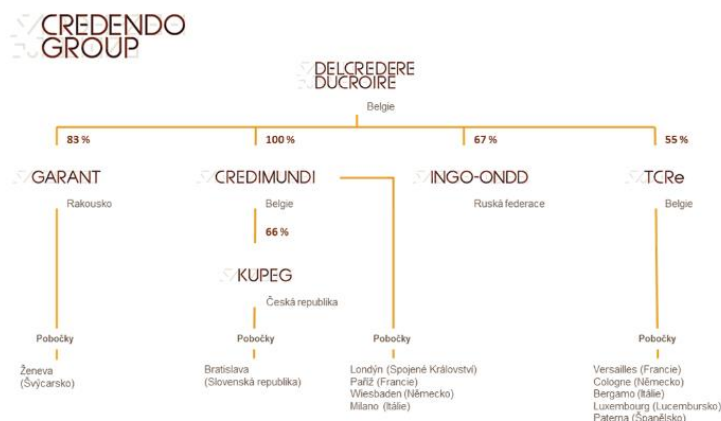 CREDENDO
GROUP
DELCREDERE
DUCROIRE
Belgie
83 %
100 %
67 %
55 %
GARANT
CREDIMUNDI
INGO-ONDD
TCRe
Rakousko
Belgie
Ruská federace
Belgie
66 %
KUPEG
Česká republika
Pobočky
Pobočky
Pobočky
Pobočky
Ženeva
(Švýcarsko)
Bratislava
(Slovenská republika)
Londýn (Spojené Království)
Paříž (Francie)
Wiesbaden (Německo)
Milano (Itálie)
Versailles (Francie)
Cologne (Německo)
Bergamo (Itálie)
Luxembourg (Lucembursko)
Paterna (Španělsko)